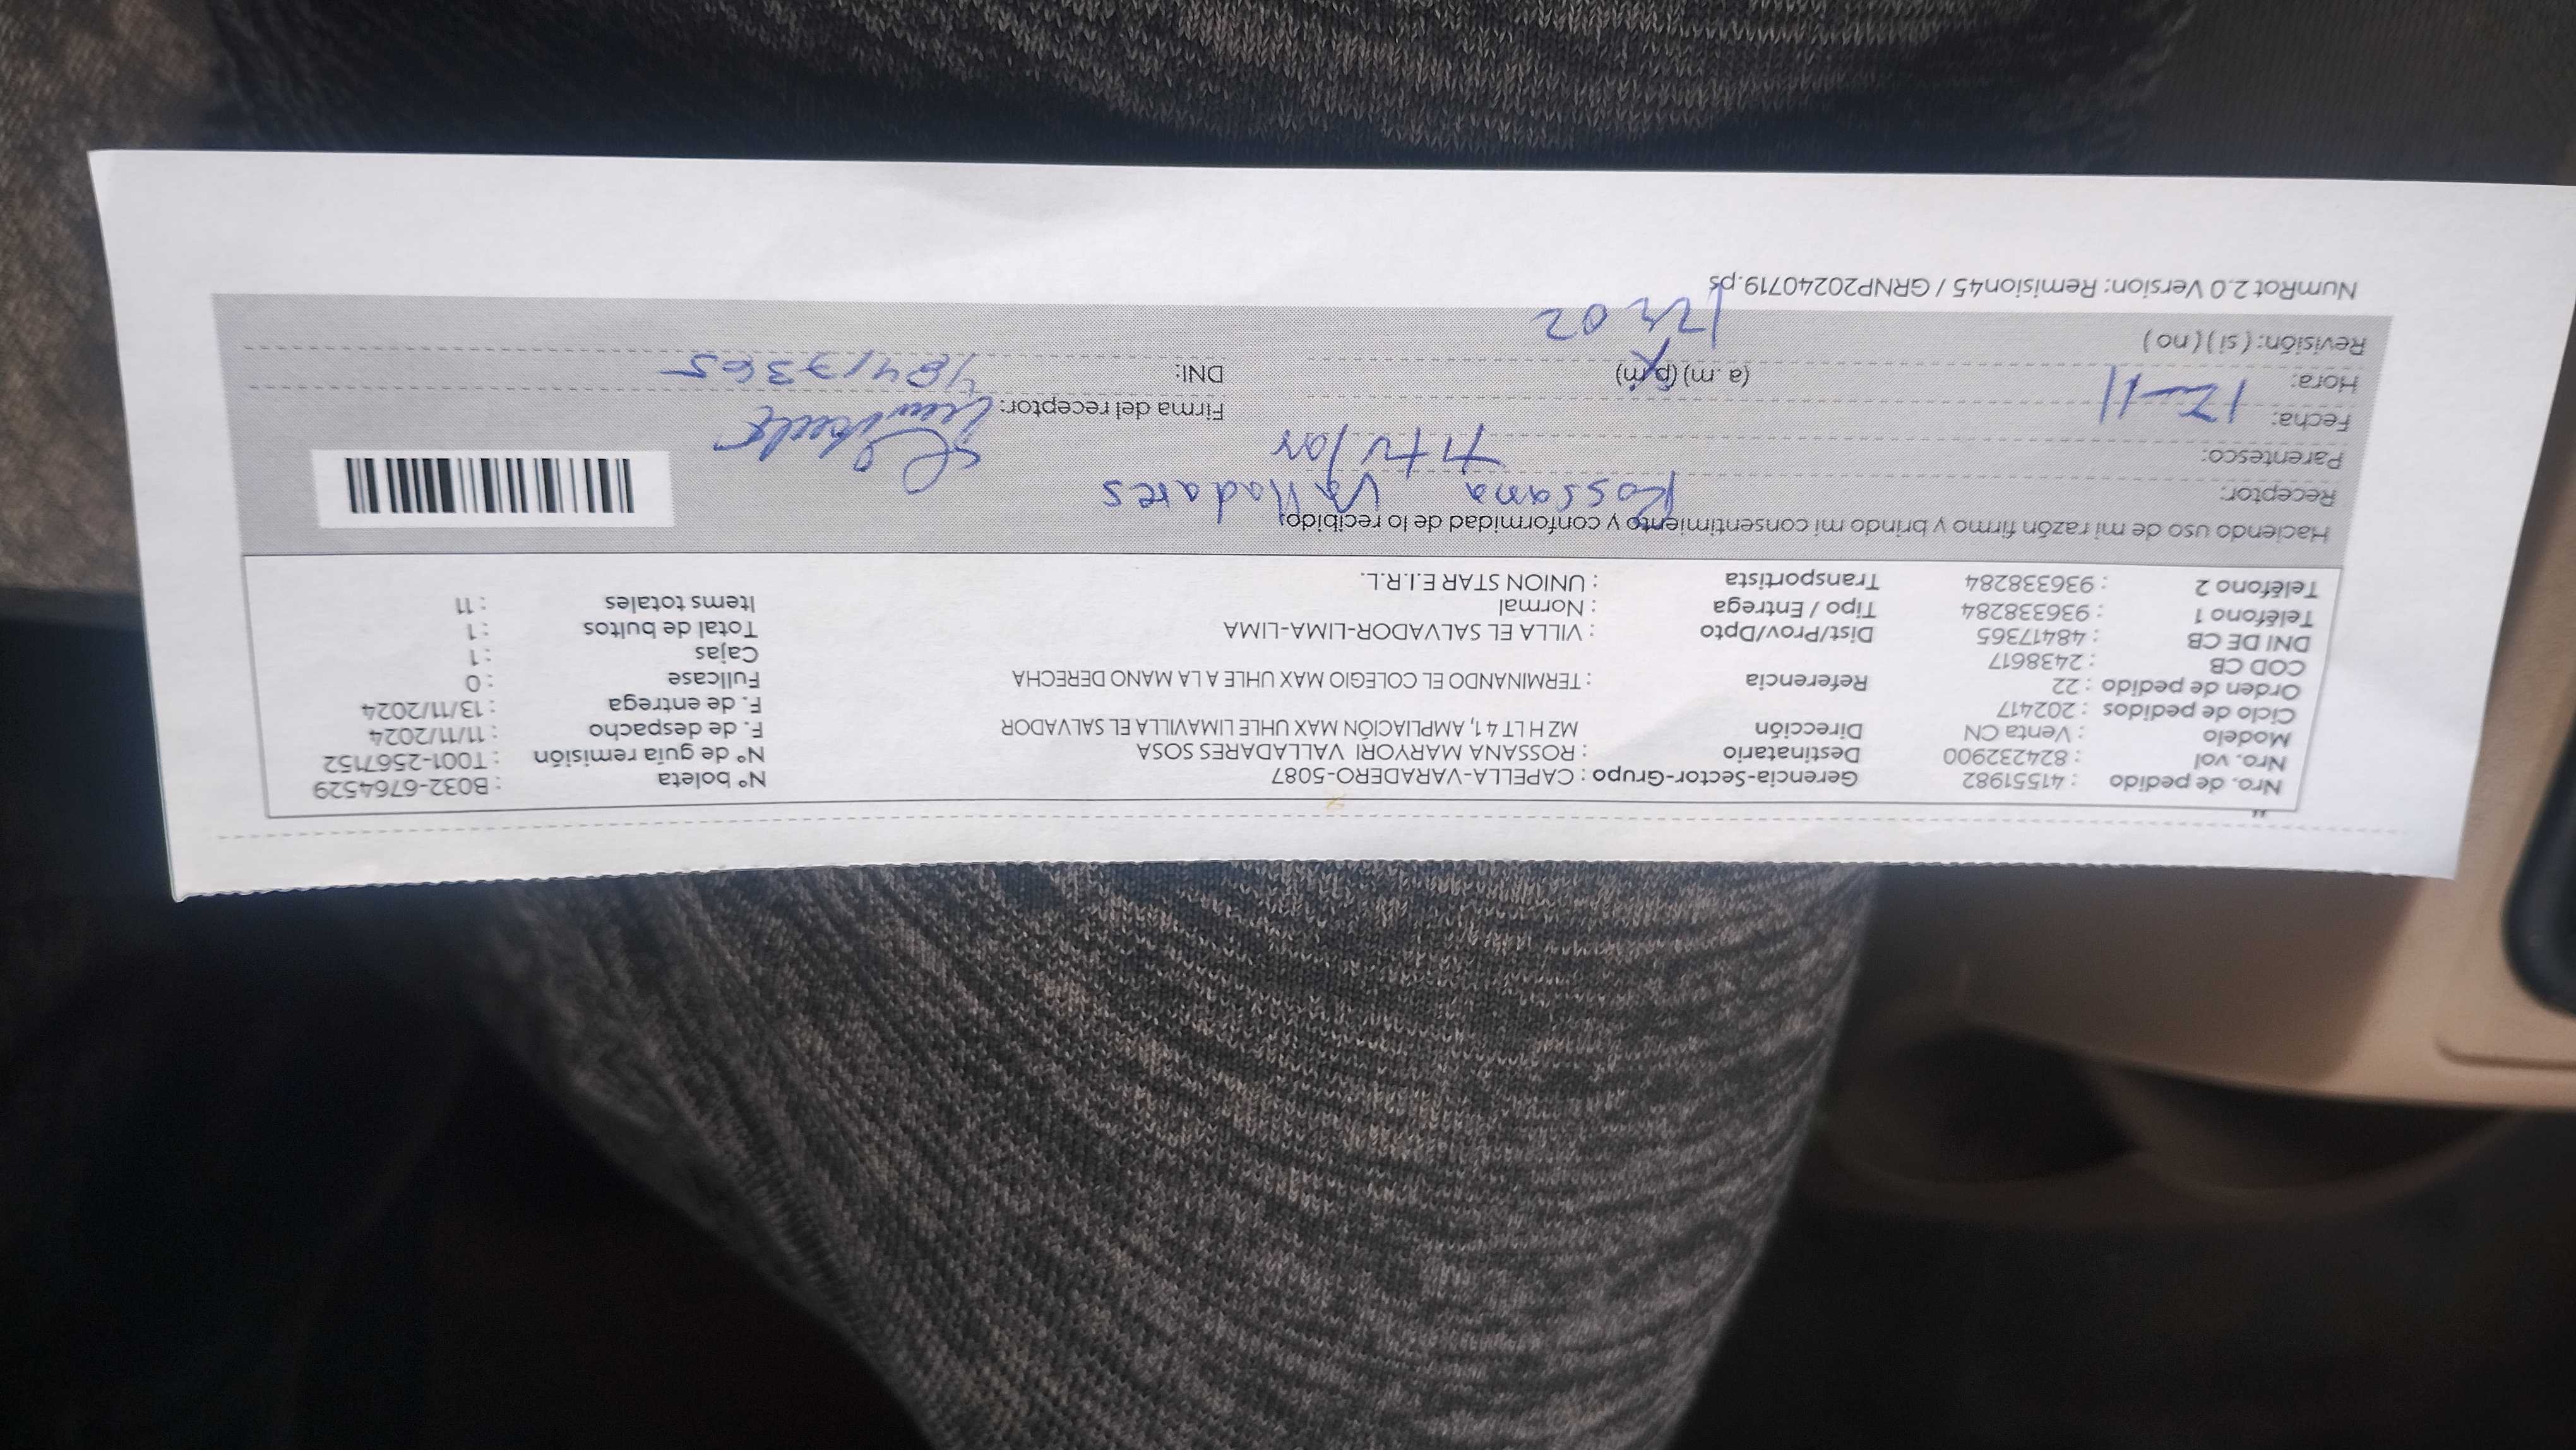 Nro. de pedido : 41551982 Gerencia-Sector-Grupo : CAPELLA-VARADERO-5087 N° boleta : B032-6764529
Nro. vol : 824232900 Destinatario : ROSSANA MARYORI VALLADARES SOSA N° de guía remisión : T001-2567152
Modelo : Venta CN Dirección MZ H LT 41, AMPLIACIÓN MAX UHLE LIMAVILLA EL SALVADOR F. de despacho : 11/11/2024
Ciclo de pedidos : 202417 F. de entrega : 13/11/2024
Orden de pedido : 22 Referencia : TERMINANDO EL COLEGIO MAX UHLE A LA MANO DERECHA Fullcase : 0
COD CB : 2438617 Cajas : 1
DNI DE CB : 48417365 Dist/Prov/Dpto : VILLA EL SALVADOR-LIMA-LIMA Total de bultos : 1
Teléfono 1 : 936338284 Tipo / Entrega : Normal Items totales : 11
Teléfono 2 : 936338284 Transportista : UNION STAR E.I.R.L.
Haciendo uso de mi razón firmo y brindo mi consentimiento y conformidad de lo recibido.
Receptor: Rossana Valladares
Parentesco: titular
Fecha: 12-11 Firma del receptor:
Hora: (a. m) (p. m) DNI: 48417365
Revisión: ( si ) ( no ) 12 02
NumRot 2.0 Version: Remision45 / GRNP20240719.ps